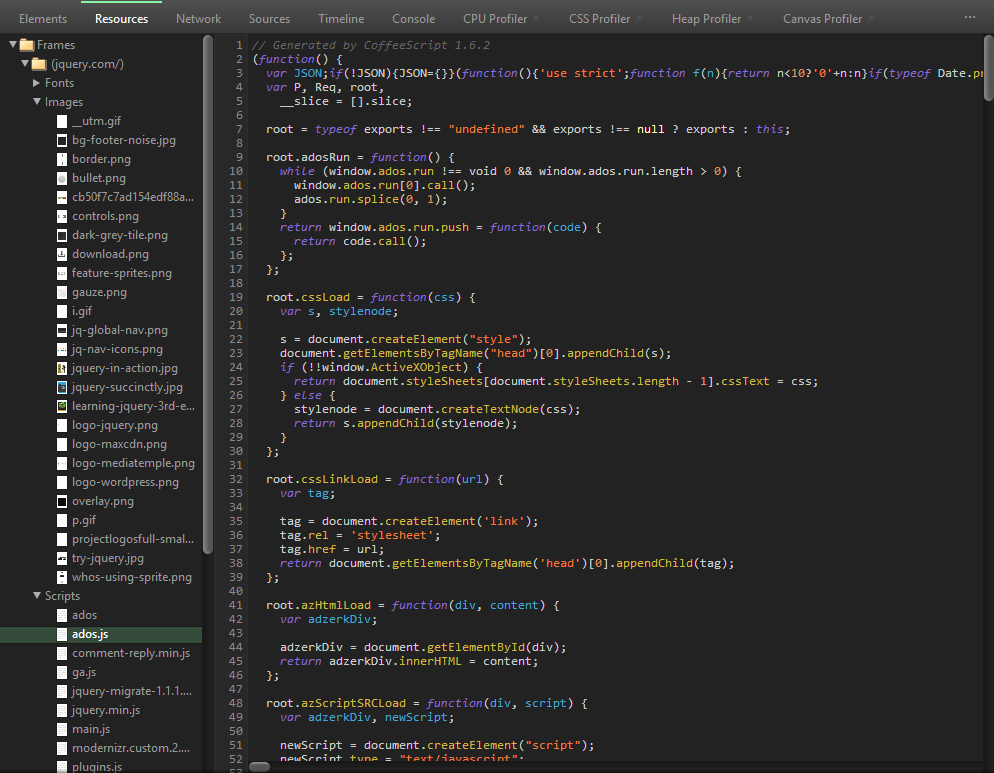 Elements Resources Network Sources Timeline Console CPU Profiler × CSS Profiler × Heap Profiler × Canvas Profiler × ...
Frames
(jquery.com/)
Fonts
Images
__utm.gif
bg-footer-noise.jpg
border.png
bullet.png
cb50f7c7ad154edf88a...
controls.png
dark-grey-tile.png
download.png
feature-sprites.png
gauze.png
i.gif
jq-global-nav.png
jq-nav-icons.png
jquery-in-action.jpg
jquery-succinctly.jpg
learning-jquery-3rd-e...
logo-jquery.png
logo-maxcdn.png
logo-mediatemple.png
logo-wordpress.png
overlay.png
p.gif
projectlogosfull-smal...
try-jquery.jpg
whos-using-sprite.png
Scripts
ados
ados.js
comment-reply.min.js
ga.js
jquery-migrate-1.1.1....
jquery.min.js
main.js
modernizr.custom.2....
plugins.js
1 // Generated by CoffeeScript 1.6.2
2 (function() {
3 var JSON;if(!JSON){JSON={}}(function(){'use strict';function f(n){return n<10?'0'+n:n}if(typeof Date.pr
4 var P, Req, root,
5 __slice = [].slice;
6
7 root = typeof exports !== "undefined" && exports !== null ? exports : this;
8
9 root.adosRun = function() {
10 while (window.ados.run !== void 0 && window.ados.run.length > 0) {
11 window.ados.run[0].call();
12 ados.run.splice(0, 1);
13 }
14 return window.ados.run.push = function(code) {
15 return code.call();
16 };
17 };
18
19 root.cssLoad = function(css) {
20 var s, stylenode;
21
22 s = document.createElement("style");
23 document.getElementsByTagName("head")[0].appendChild(s);
24 if (!!window.ActiveXObject) {
25 return document.styleSheets[document.styleSheets.length - 1].cssText = css;
26 } else {
27 stylenode = document.createTextNode(css);
28 return s.appendChild(stylenode);
29 }
30 };
31
32 root.cssLinkLoad = function(url) {
33 var tag;
34
35 tag = document.createElement('link');
36 tag.rel = 'stylesheet';
37 tag.href = url;
38 return document.getElementsByTagName('head')[0].appendChild(tag);
39 };
40
41 root.azHtmlLoad = function(div, content) {
42 var adzerkDiv;
43
44 adzerkDiv = document.getElementById(div);
45 return adzerkDiv.innerHTML = content;
46 };
47
48 root.azScriptSRCLoad = function(div, script) {
49 var adzerkDiv, newScript;
50
51 newScript = document.createElement("script");
52 newScript.type = "text/javascript";
53